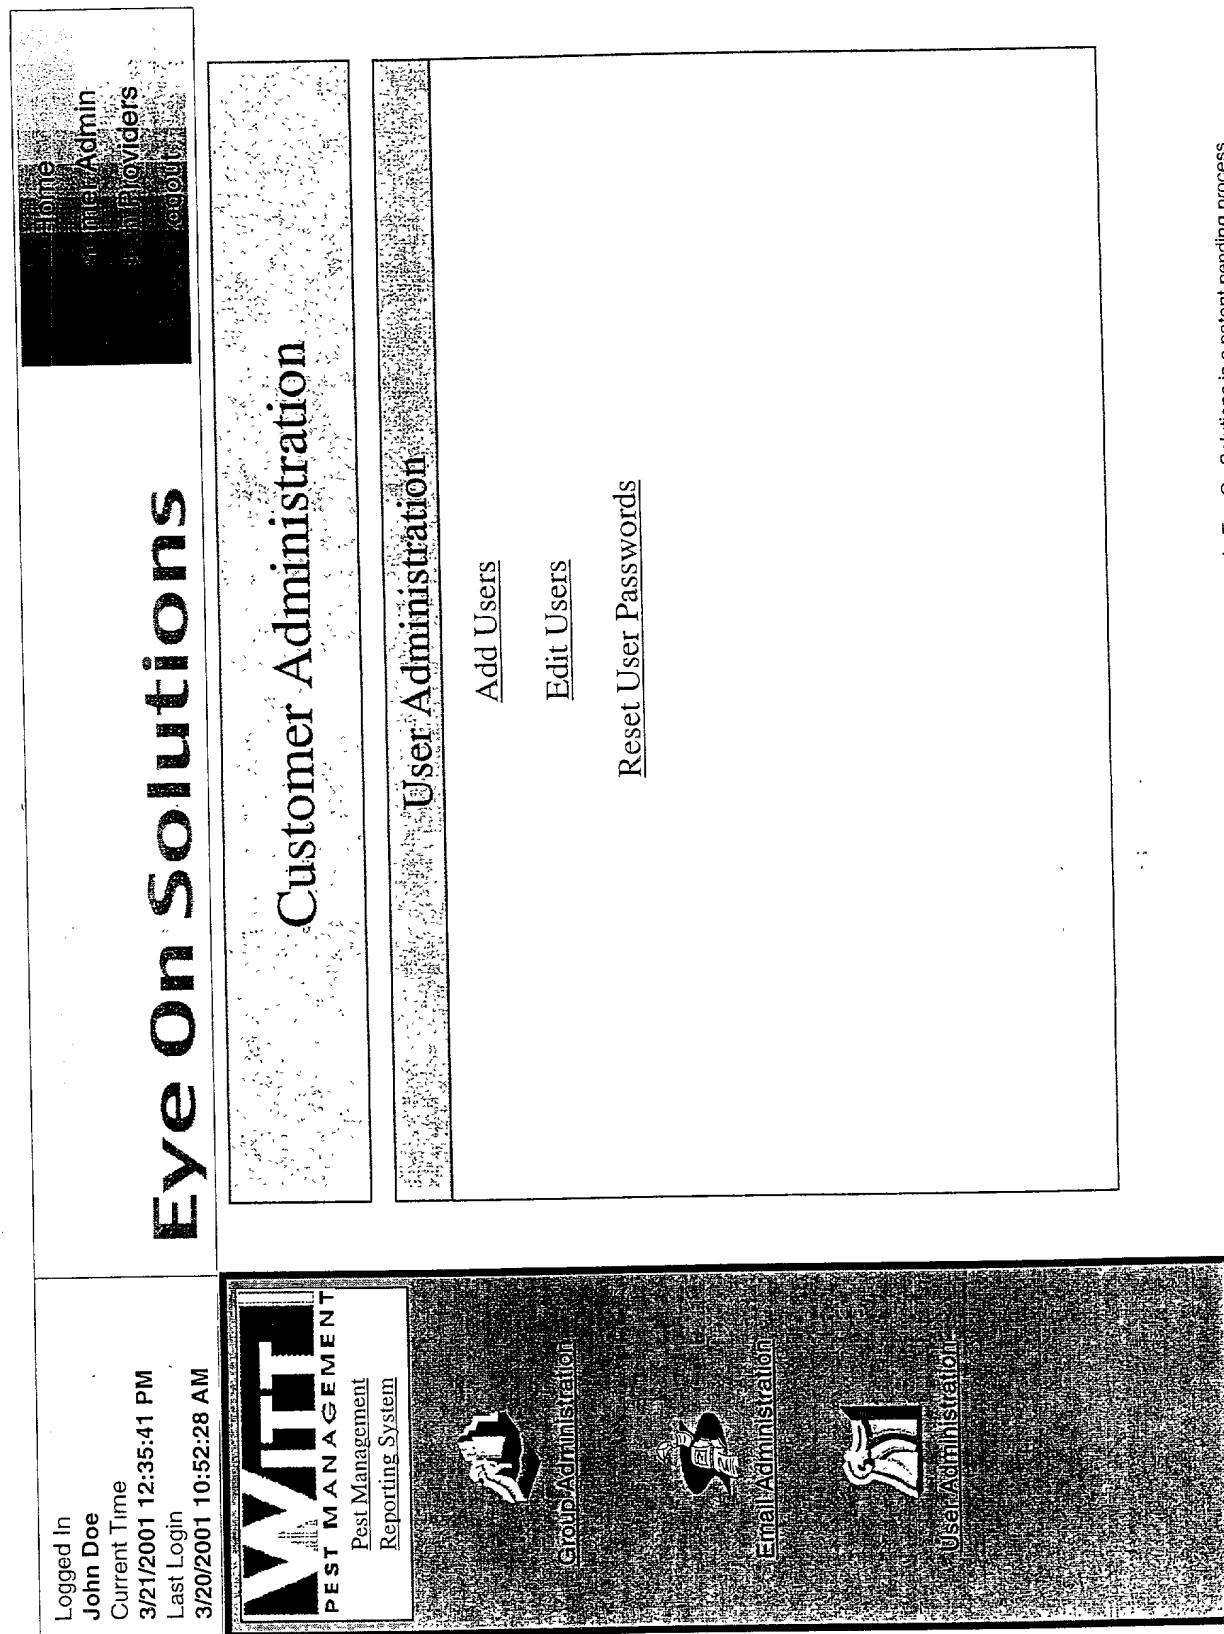 Logged In
John Doe
Current Time
3/21/2001 12:35:41 PM
Last Login
3/20/2001 10:52:28 AM
Eye On Solutions
Home
Admin
Providers
Logout
WITT
PEST MANAGEMENT
Pest Management
Reporting System
Group Administration
Email Administration
User Administration
Customer Administration
User Administration
Add Users
Edit Users
Reset User Passwords
Solutions is a patent pending process